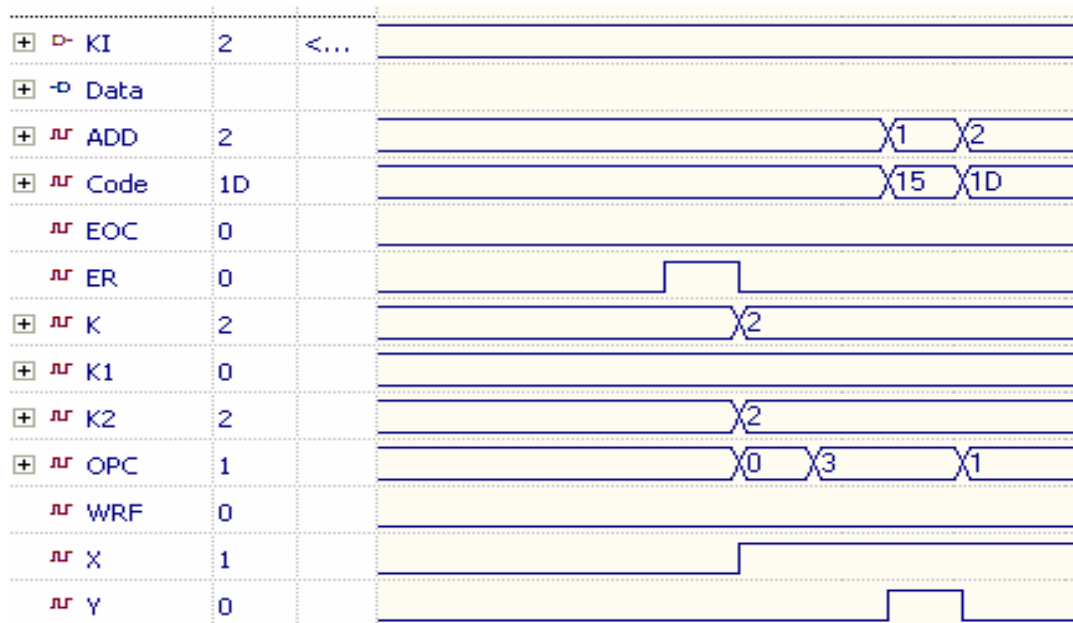 KI 2 <...
Data
ADD 2 1 2
Code 1D 15 1D
EOC 0
ER 0
K 2 2
K1 0
K2 2 2
OPC 1 0 3 1
WRF 0
X 1
Y 0